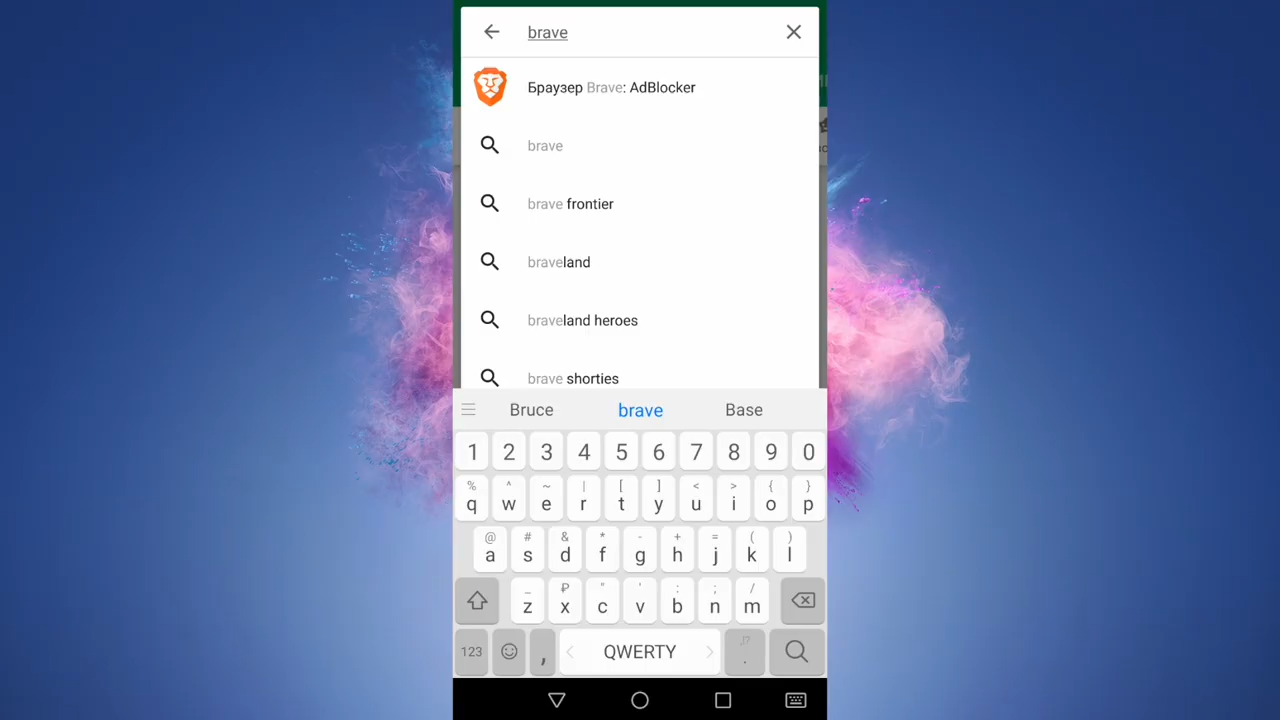 brave
Браузер Brave: AdBlocker
brave
brave frontier
braveland
braveland heroes
brave shorties
Bruce brave Base
1 2 3 4 5 6 7 8 9 0
% ^ ~ | [ ] < > { }
q w e r t y u i o p
@ # & * - + = ( )
a s d f g h j k l
_ ₽ " ' : ; /
z x c v b n m
!?
123 , QWERTY .